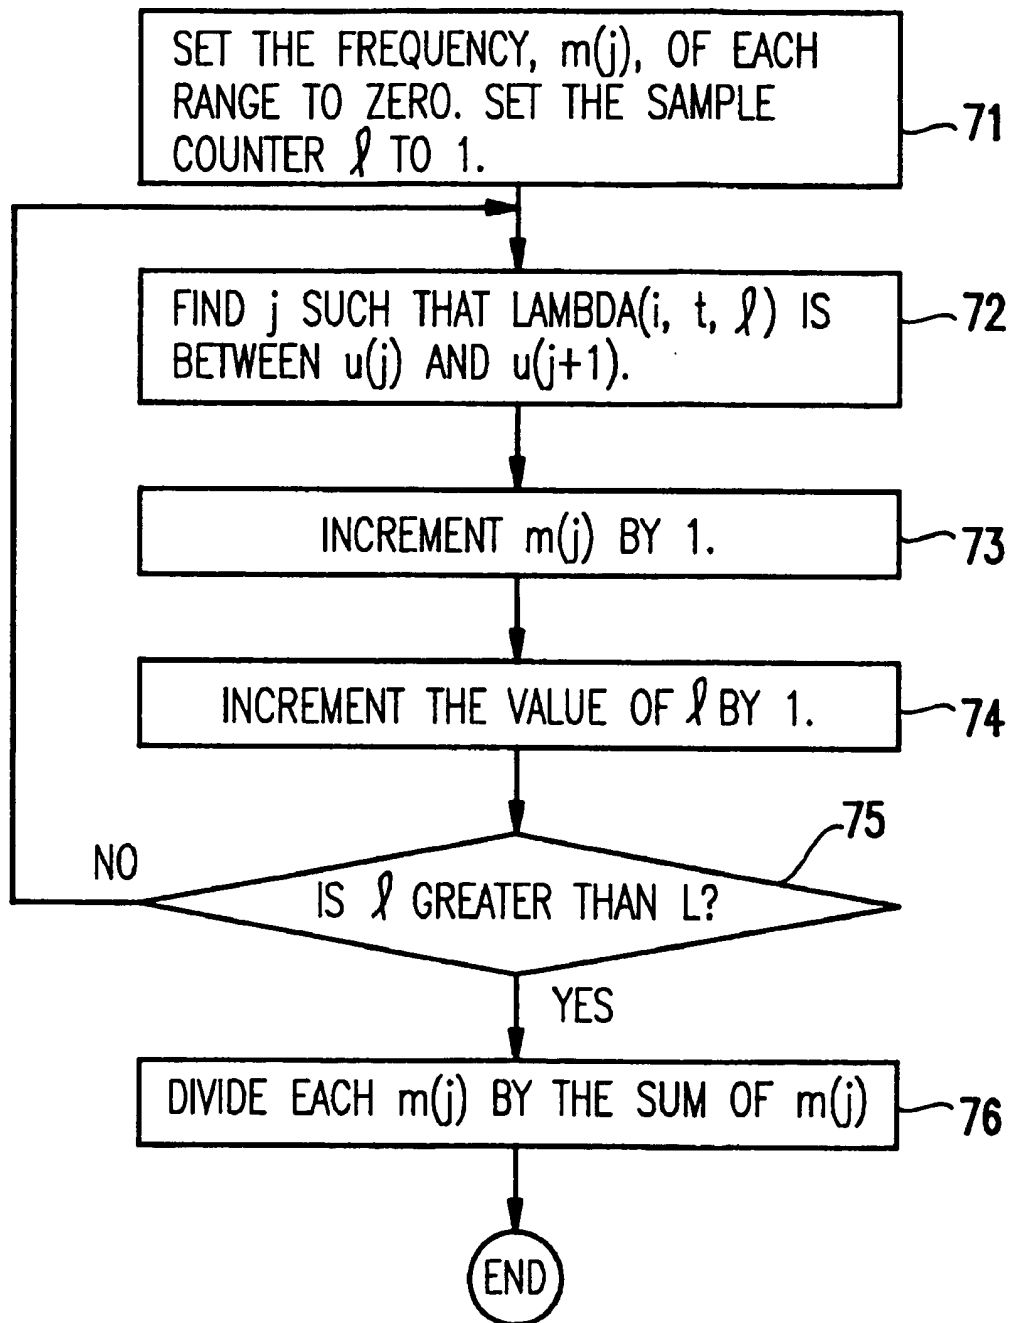 SET THE FREQUENCY, m(j), OF EACH
RANGE TO ZERO. SET THE SAMPLE
COUNTER ℓ TO 1.
71
FIND j SUCH THAT LAMBDA(i, t, ℓ) IS
BETWEEN u(j) AND u(j+1).
72
INCREMENT m(j) BY 1.
73
INCREMENT THE VALUE OF ℓ BY 1.
74
75
NO
IS ℓ GREATER THAN L?
YES
DIVIDE EACH m(j) BY THE SUM OF m(j)
76
END